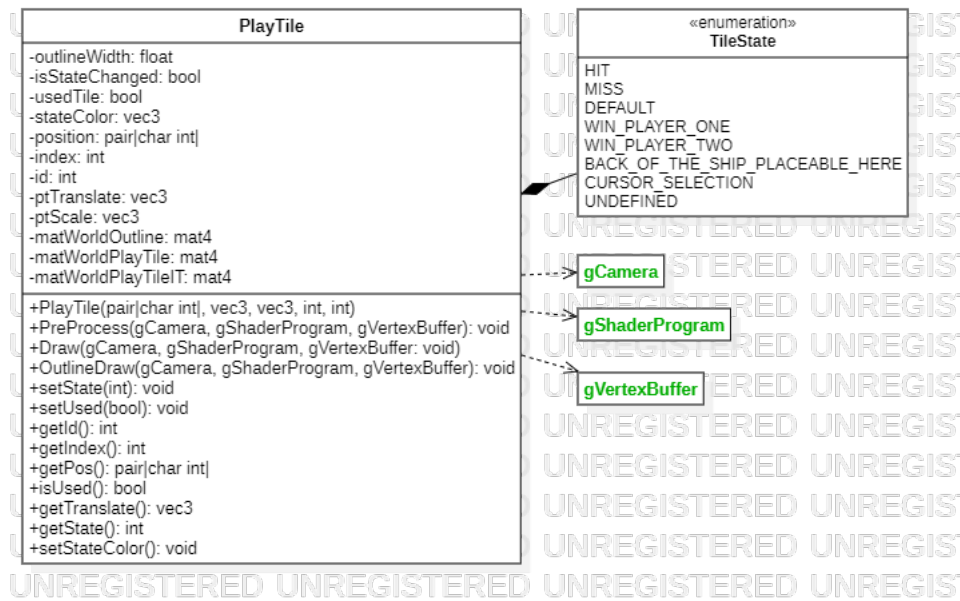 PlayTile
-outlineWidth: float
-isStateChanged: bool
-usedTile: bool
-stateColor: vec3
-position: pair|char int|
-index: int
-id: int
-ptTranslate: vec3
-ptScale: vec3
-matWorldOutline: mat4
-matWorldPlayTile: mat4
-matWorldPlayTileIT: mat4
+PlayTile(pair|char int|, vec3, vec3, int, int)
+PreProcess(gCamera, gShaderProgram, gVertexBuffer): void
+Draw(gCamera, gShaderProgram, gVertexBuffer: void)
+OutlineDraw(gCamera, gShaderProgram, gVertexBuffer): void
+setState(int): void
+setUsed(bool): void
+getId(): int
+getIndex(): int
+getPos(): pair|char int|
+isUsed(): bool
+getTranslate(): vec3
+getState(): int
+setStateColor(): void
«enumeration»
TileState
HIT
MISS
DEFAULT
WIN_PLAYER_ONE
WIN_PLAYER_TWO
BACK_OF_THE_SHIP_PLACEABLE_HERE
CURSOR_SELECTION
UNDEFINED
gCamera
gShaderProgram
gVertexBuffer
UNREGISTERED UNREGISTERED UNREGISTERED UNREGIS